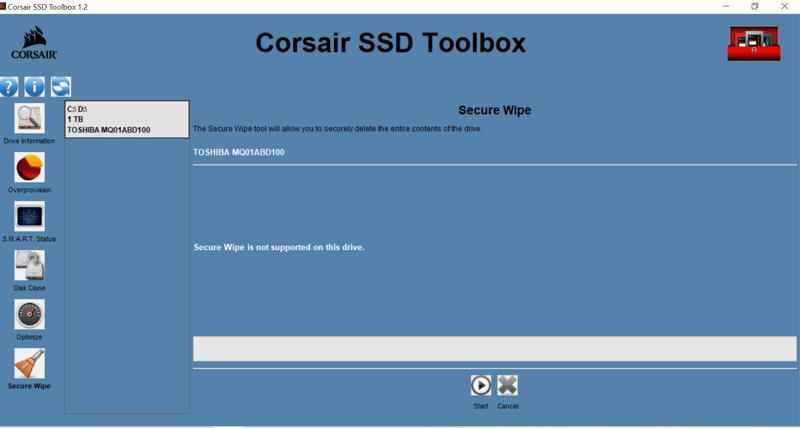 Corsair SSD Toolbox 1.2
CORSAIR
Corsair SSD Toolbox
Drive Information
Overprovision
S.M.A.R.T. Status
Disk Clone
Optimize
Secure Wipe
C:\ D:\
1 TB
TOSHIBA MQ01ABD100
Secure Wipe
The Secure Wipe tool will allow you to securely delete the entire contents of the drive.
TOSHIBA MQ01ABD100
Secure Wipe is not supported on this drive.
Start
Cancel